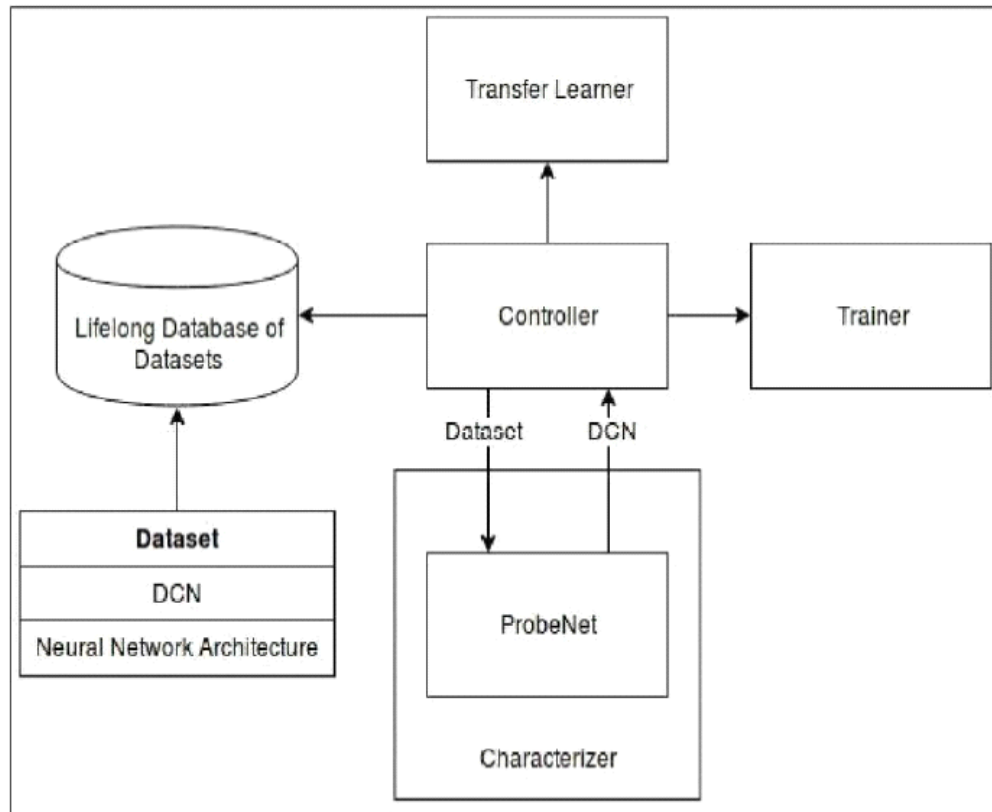 Transfer Learner
Lifelong Database of
Datasets
Controller
Trainer
Dataset
DCN
Dataset
DCN
Neural Network Architecture
ProbeNet
Characterizer